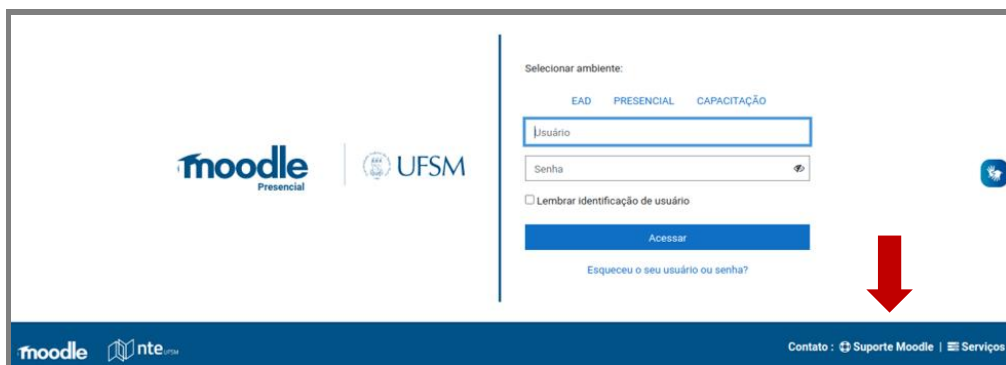 Selecionar ambiente:
EAD PRESENCIAL CAPACITAÇÃO
Usuário
Senha
Lembrar identificação de usuário
Acessar
Esqueceu o seu usuário ou senha?
moodle
Presencial
UFSM
moodle nte UFSM
Contato : Suporte Moodle | Serviços